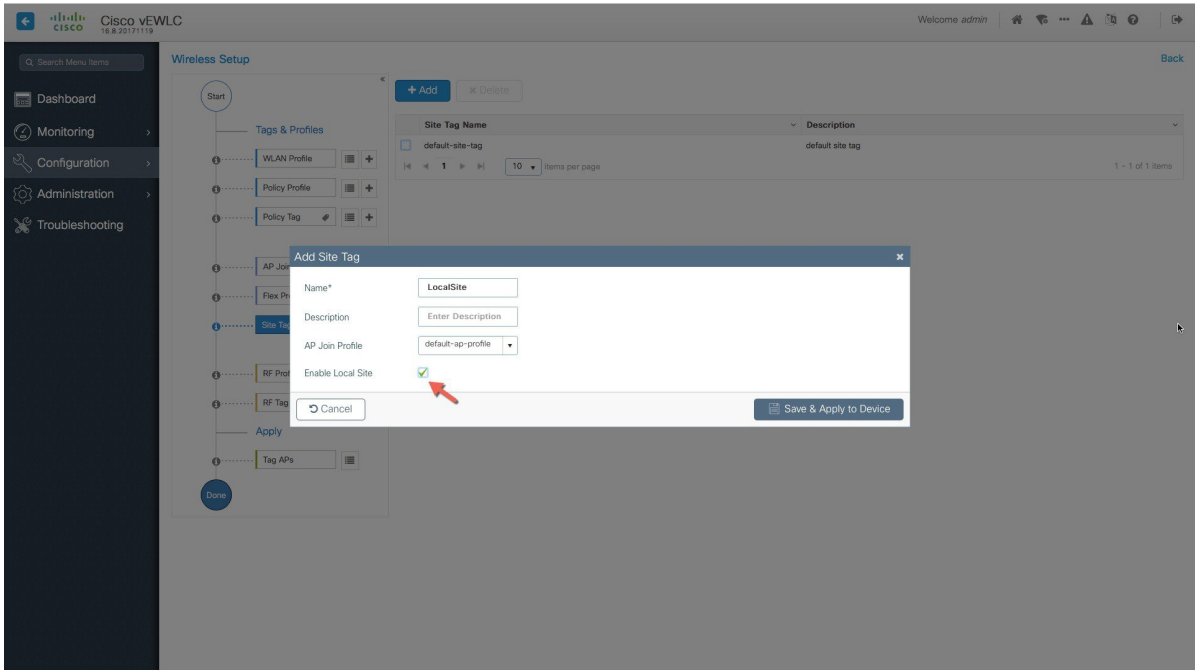 CISCO
Cisco vEWLC
16.8.20171119
Welcome admin
Search Menu Items
Dashboard
Monitoring
Configuration
Administration
Troubleshooting
Wireless Setup
Back
Start
Tags & Profiles
WLAN Profile
Policy Profile
Policy Tag
AP Join
Flex Pr
Site Tag
RF Prof
RF Tag
Apply
Tag APs
Done
+ Add
× Delete
Site Tag Name
Description
default-site-tag
default site tag
1
10
items per page
1 - 1 of 1 items
Add Site Tag
Name*
LocalSite
Description
Enter Description
AP Join Profile
default-ap-profile
Enable Local Site
Cancel
Save & Apply to Device